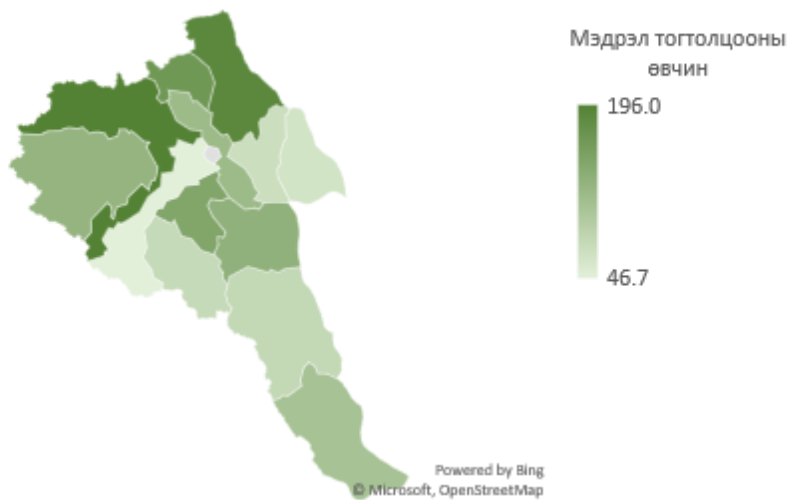 Мэдрэл тогтолцооны
өвчин
196.0
46.7
Powered by Bing
© Microsoft, OpenStreetMap